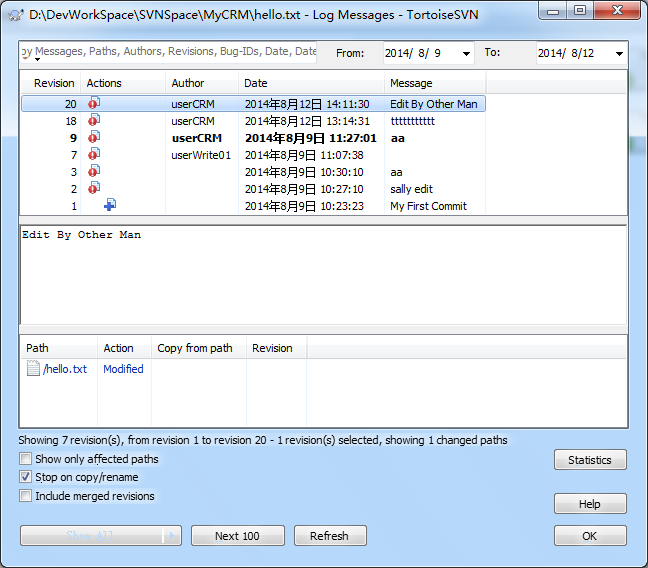 D:\DevWorkSpace\SVNSpace\MyCRM\hello.txt - Log Messages - TortoiseSVN
by Messages, Paths, Authors, Revisions, Bug-IDs, Date, Date From: 2014/ 8/ 9 To: 2014/ 8/12
Revision Actions Author Date Message
20 userCRM 2014年8月12日 14:11:30 Edit By Other Man
18 userCRM 2014年8月12日 13:14:31 ttttttttttt
9 userCRM 2014年8月9日 11:27:01 aa
7 userWrite01 2014年8月9日 11:07:38
3 2014年8月9日 10:30:10 aa
2 2014年8月9日 10:27:10 sally edit
1 2014年8月9日 10:23:23 My First Commit
Edit By Other Man
Path Action Copy from path Revision
/hello.txt Modified
Showing 7 revision(s), from revision 1 to revision 20 - 1 revision(s) selected, showing 1 changed paths
Show only affected paths
Stop on copy/rename
Include merged revisions
Statistics
Help
Show All Next 100 Refresh OK